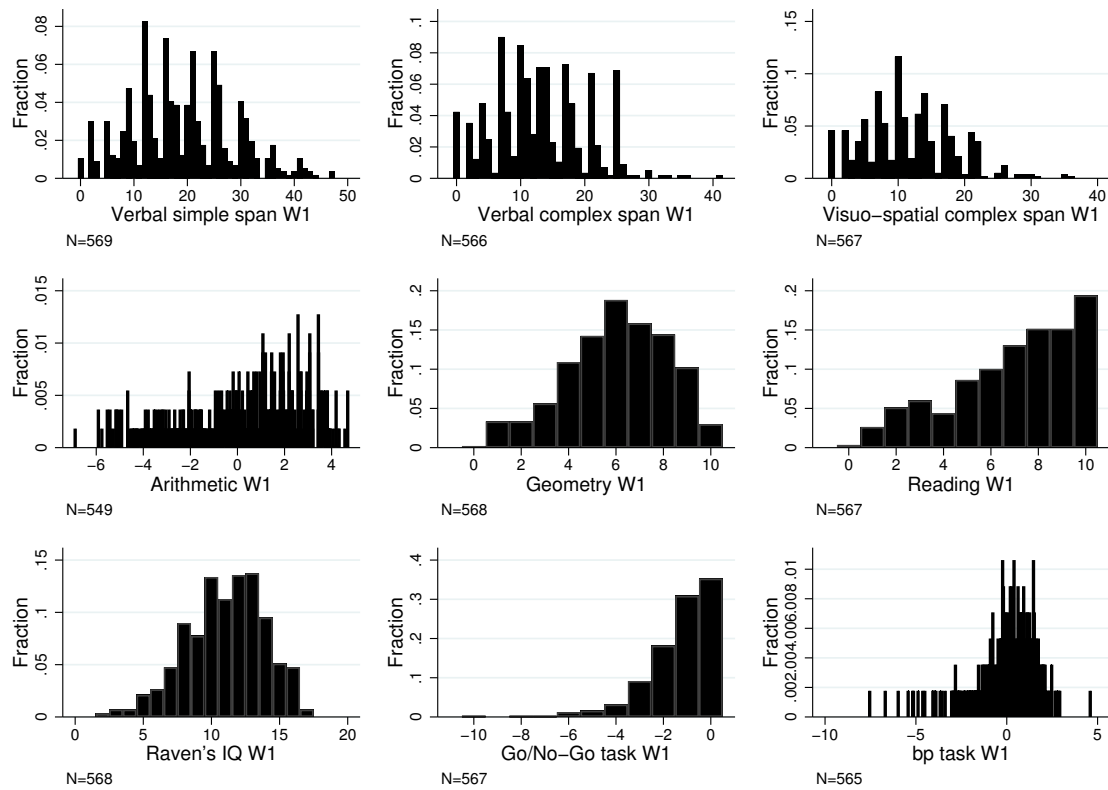 Fraction
0 .02 .04 .06 .08
0 10 20 30 40 50
Verbal simple span W1
N=569
Fraction
0 .02 .04 .06 .08 .1
0 10 20 30 40
Verbal complex span W1
N=566
Fraction
0 .05 .1 .15
0 10 20 30 40
Visuo−spatial complex span W1
N=567
Fraction
0 .005 .01 .015
−6 −4 −2 0 2 4
Arithmetic W1
N=549
Fraction
0 .05 .1 .15 .2
0 2 4 6 8 10
Geometry W1
N=568
Fraction
0 .05 .1 .15 .2
0 2 4 6 8 10
Reading W1
N=567
Fraction
0 .05 .1 .15
0 5 10 15 20
Raven's IQ W1
N=568
Fraction
0 .1 .2 .3 .4
−10 −8 −6 −4 −2 0
Go/No−Go task W1
N=567
Fraction
0 .002 .004 .006 .008 .01
−10 −5 0 5
bp task W1
N=565